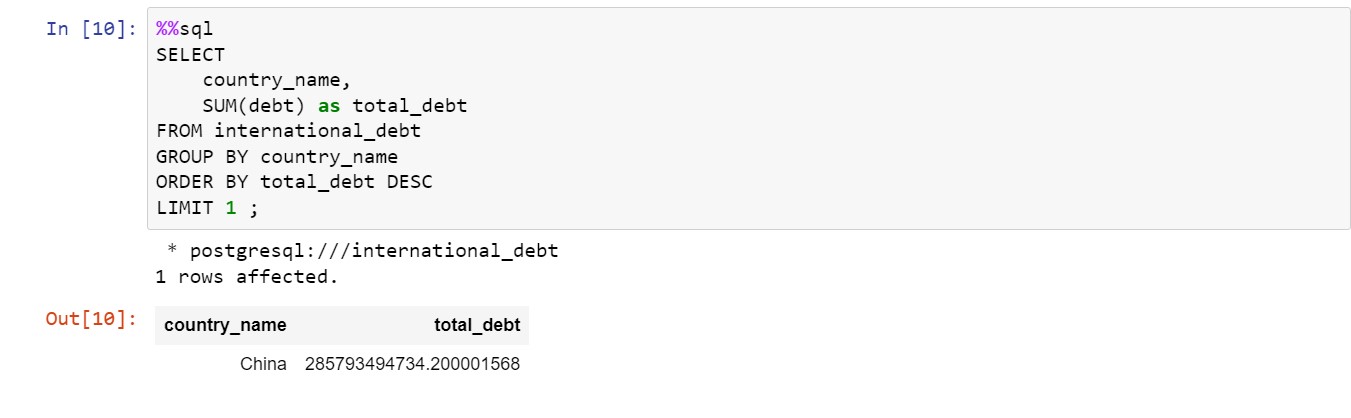 In [10]: %%sql
SELECT
    country_name,
    SUM(debt) as total_debt
FROM international_debt
GROUP BY country_name
ORDER BY total_debt DESC
LIMIT 1 ;
 * postgresql:///international_debt
1 rows affected.
Out[10]: country_name total_debt
China 285793494734.200001568